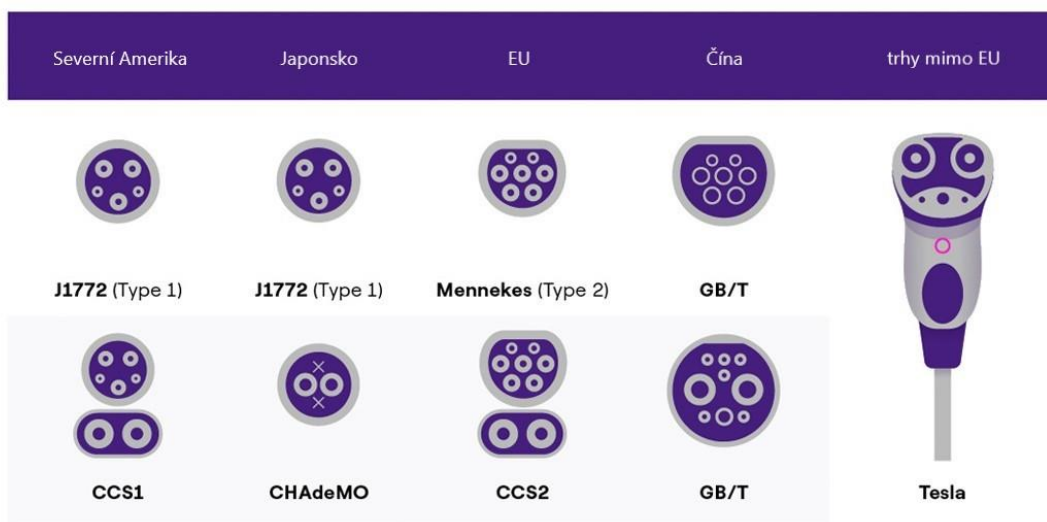 Severní Amerika
Japonsko
EU
Čína
trhy mimo EU
J1772 (Type 1)
J1772 (Type 1)
Mennekes (Type 2)
GB/T
CCS1
CHAdeMO
CCS2
GB/T
Tesla